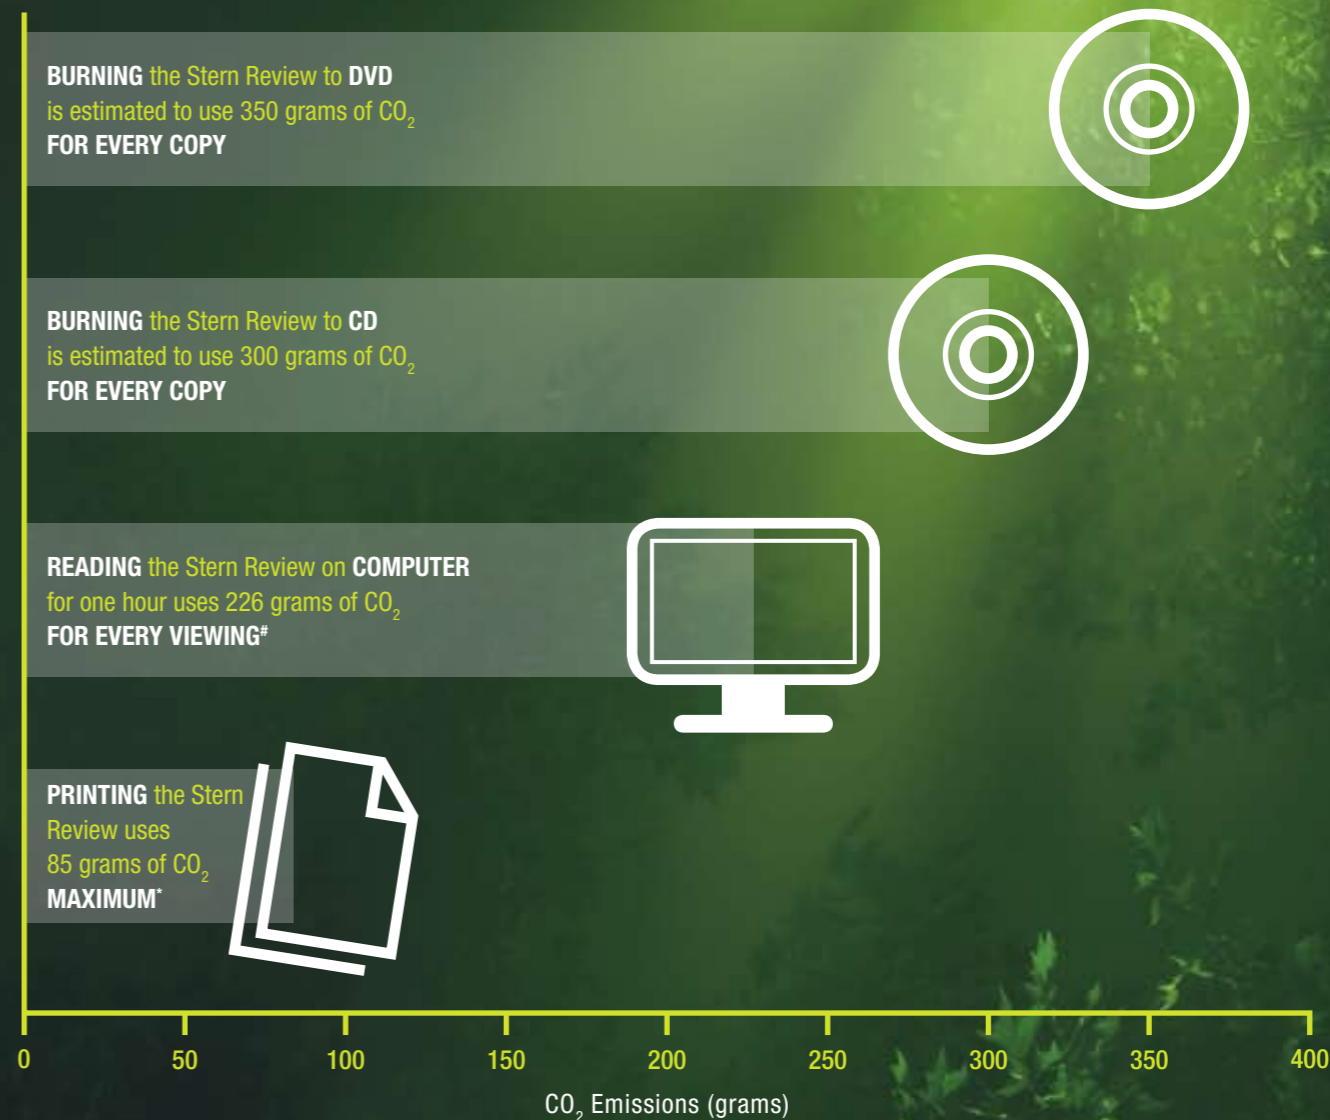 BURNING the Stern Review to DVD
is estimated to use 350 grams of CO₂
FOR EVERY COPY
BURNING the Stern Review to CD
is estimated to use 300 grams of CO₂
FOR EVERY COPY
READING the Stern Review on COMPUTER
for one hour uses 226 grams of CO₂
FOR EVERY VIEWING#
PRINTING the Stern
Review uses
85 grams of CO₂
MAXIMUM*
0 50 100 150 200 250 300 350 400
CO₂ Emissions (grams)